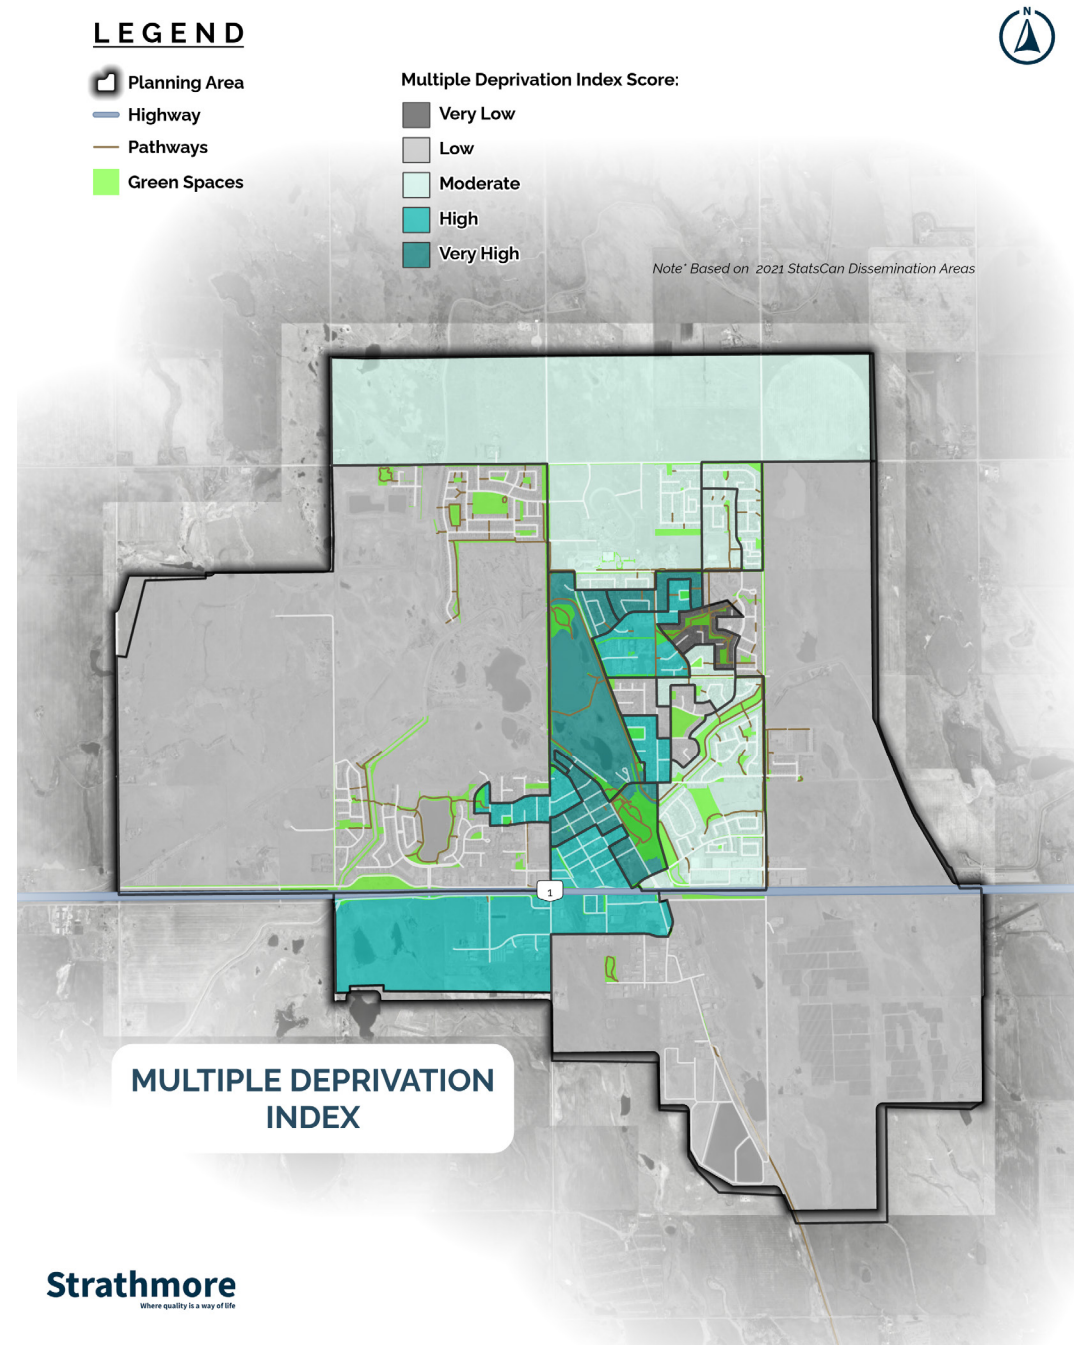 LEGEND
Planning Area
Highway
Pathways
Green Spaces
Multiple Deprivation Index Score:
Very Low
Low
Moderate
High
Very High
N
Note* Based on 2021 StatsCan Dissemination Areas
1
MULTIPLE DEPRIVATION
INDEX
Strathmore
Where quality is a way of life